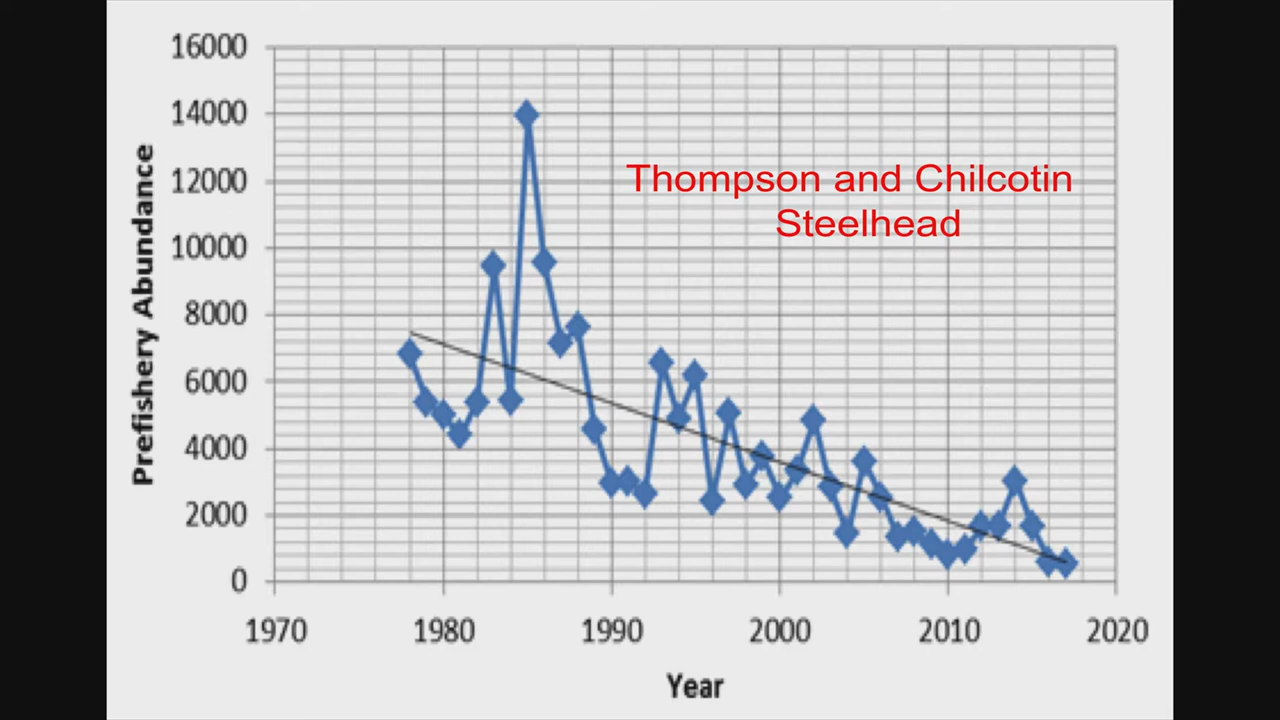 16000
14000
12000
10000
8000
6000
4000
2000
0
Prefishery Abundance
Thompson and Chilcotin
Steelhead
1970 1980 1990 2000 2010 2020
Year